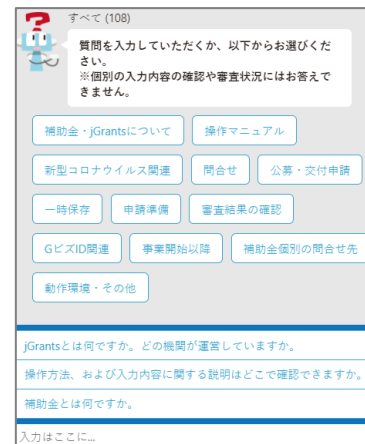 すべて (108)
質問を入力していただくか、以下からお選びくだ
さい。
※個別の入力内容の確認や審査状況にはお答えで
きません。
補助金・jGrantsについて 操作マニュアル
新型コロナウイルス関連 問合せ 公募・交付申請
一時保存 申請準備 審査結果の確認
GビズID関連 事業開始以降 補助金個別の問合せ先
動作環境・その他
jGrantsとは何ですか。どの機関が運営していますか。
操作方法、および入力内容に関する説明はどこで確認できますか。
補助金とは何ですか。
入力はここに...